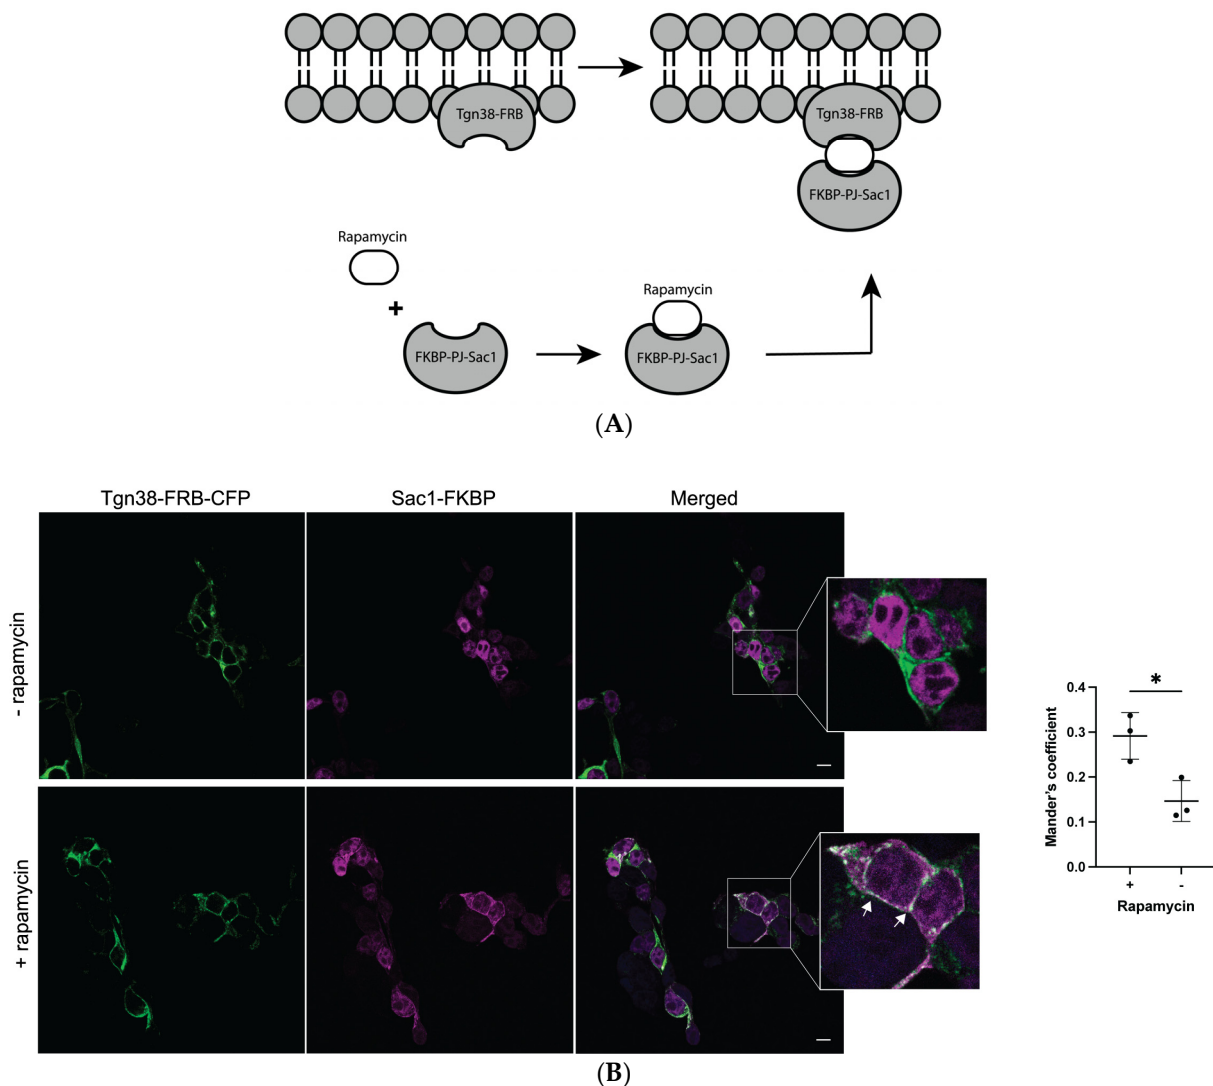 Tgn38-FRB
Tgn38-FRB
FKBP-PJ-Sac1
Rapamycin
+
FKBP-PJ-Sac1
Rapamycin
FKBP-PJ-Sac1
(A)
Tgn38-FRB-CFP
Sac1-FKBP
Merged
- rapamycin
+ rapamycin
*
Mander's coefficient
0.4
0.3
0.2
0.1
0.0
+
-
Rapamycin
(B)